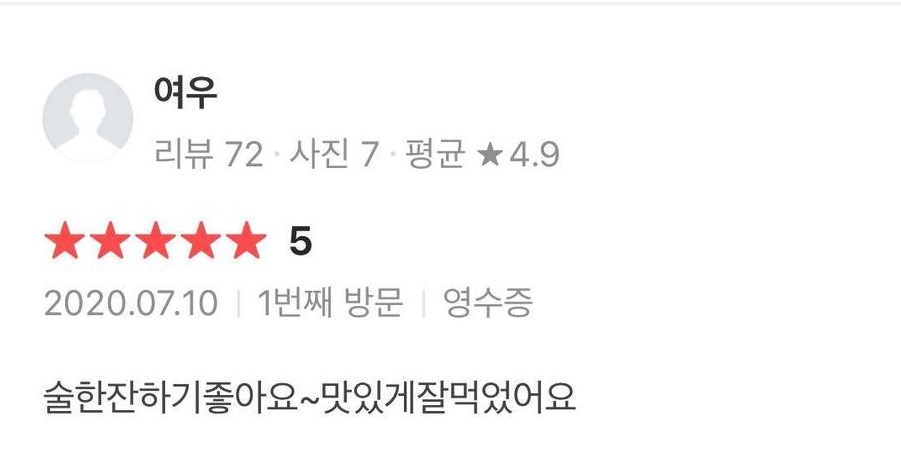 여우
리뷰 72 · 사진 7 · 평균 ★4.9
★★★★★ 5
2020.07.10 | 1번째 방문 | 영수증
술한잔하기좋아요~맛있게잘먹었어요